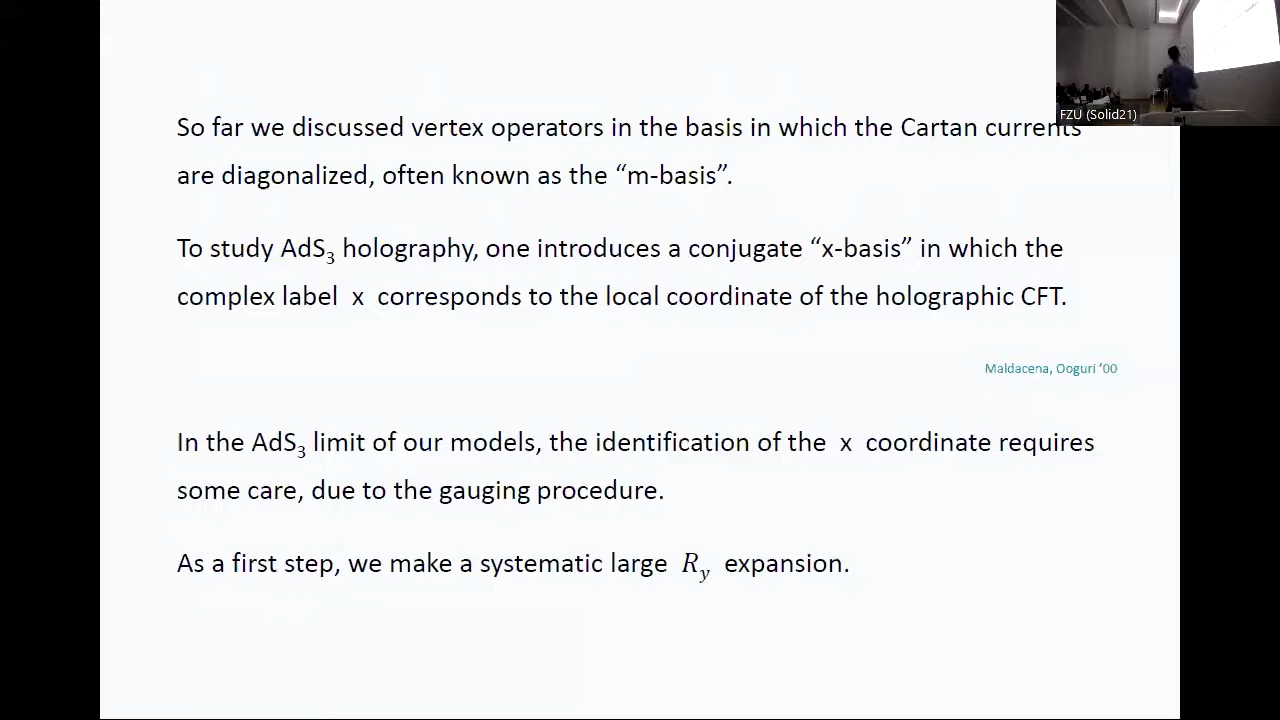 FZU (Solid21)
So far we discussed vertex operators in the basis in which the Cartan currents
are diagonalized, often known as the “m-basis”.
To study AdS₃ holography, one introduces a conjugate “x-basis” in which the
complex label x corresponds to the local coordinate of the holographic CFT.
Maldacena, Ooguri ’00
In the AdS₃ limit of our models, the identification of the x coordinate requires
some care, due to the gauging procedure.
As a first step, we make a systematic large R_y expansion.